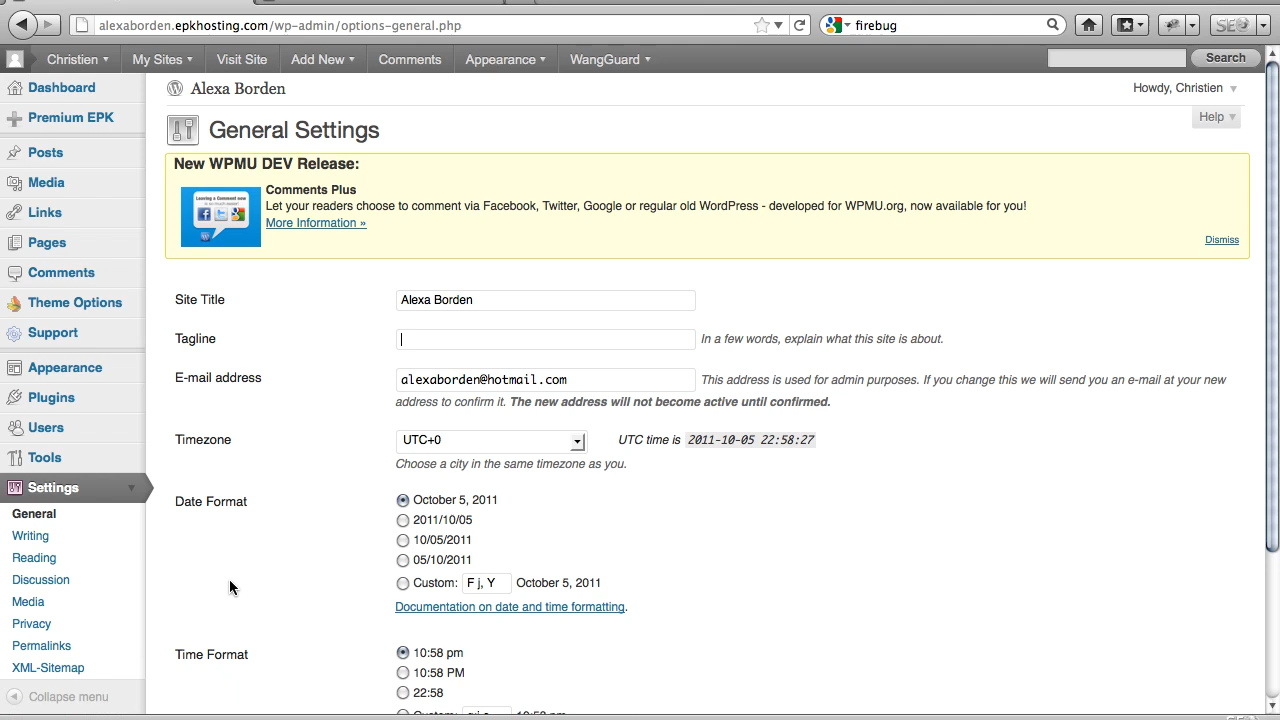 alexaborden.epkhosting.com/wp-admin/options-general.php
firebug
SEO
Christien
My Sites
Visit Site
Add New
Comments
Appearance
WangGuard
Search
Dashboard
Premium EPK
Posts
Media
Links
Pages
Comments
Theme Options
Support
Appearance
Plugins
Users
Tools
Settings
General
Writing
Reading
Discussion
Media
Privacy
Permalinks
XML-Sitemap
Collapse menu
Alexa Borden
Howdy, Christien
Help
General Settings
New WPMU DEV Release:
Leaving a Comment now
Comments Plus
Let your readers choose to comment via Facebook, Twitter, Google or regular old WordPress - developed for WPMU.org, now available for you!
More Information »
Dismiss
Site Title
Alexa Borden
Tagline
In a few words, explain what this site is about.
E-mail address
alexaborden@hotmail.com
This address is used for admin purposes. If you change this we will send you an e-mail at your new
address to confirm it. The new address will not become active until confirmed.
Timezone
UTC+0
UTC time is 2011-10-05 22:58:27
Choose a city in the same timezone as you.
Date Format
October 5, 2011
2011/10/05
10/05/2011
05/10/2011
Custom: F j, Y October 5, 2011
Documentation on date and time formatting.
Time Format
10:58 pm
10:58 PM
22:58